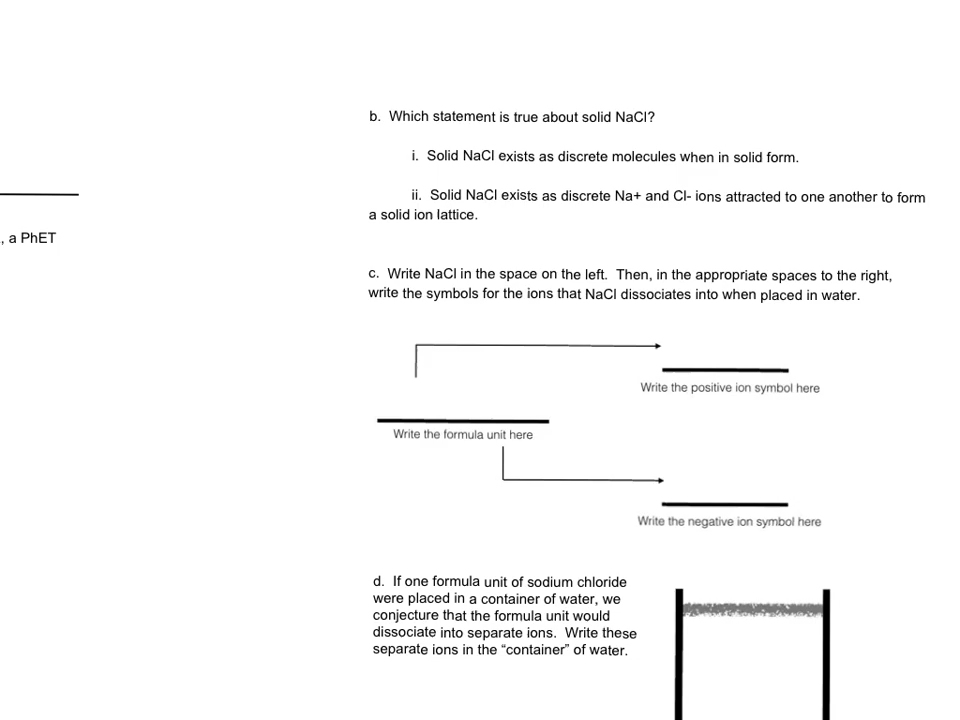 b. Which statement is true about solid NaCl?
i. Solid NaCl exists as discrete molecules when in solid form.
ii. Solid NaCl exists as discrete Na+ and Cl- ions attracted to one another to form
a solid ion lattice.
, a PhET
c. Write NaCl in the space on the left. Then, in the appropriate spaces to the right,
write the symbols for the ions that NaCl dissociates into when placed in water.
Write the positive ion symbol here
Write the formula unit here
Write the negative ion symbol here
d. If one formula unit of sodium chloride
were placed in a container of water, we
conjecture that the formula unit would
dissociate into separate ions. Write these
separate ions in the “container” of water.